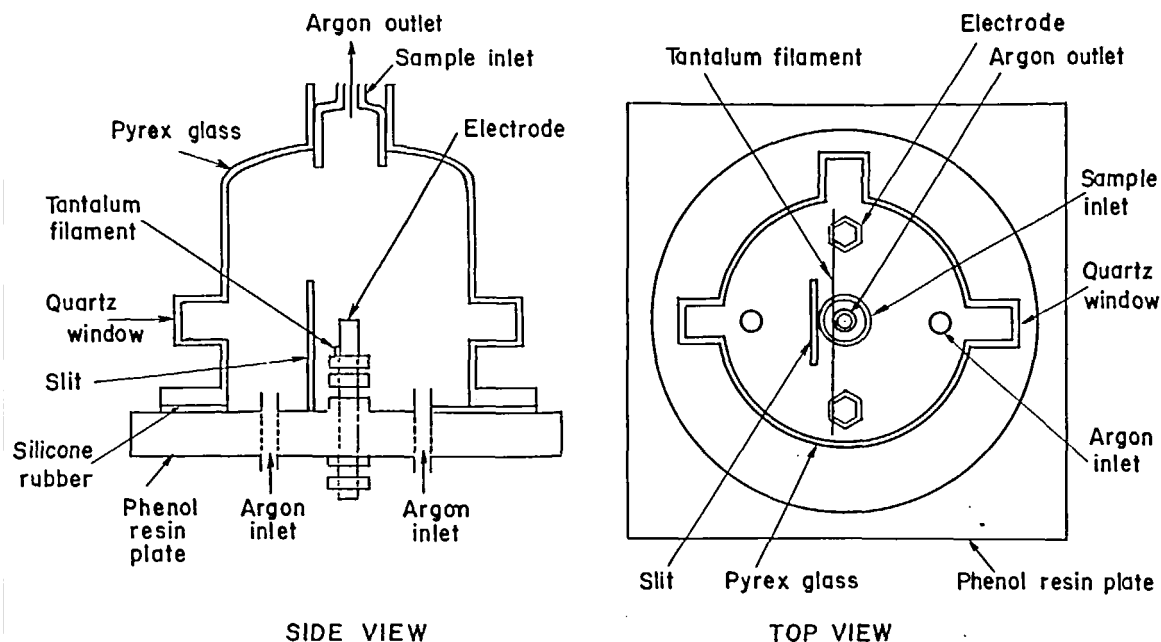 Argon outlet
Sample inlet
Pyrex glass
Electrode
Tantalum
filament
Quartz
window
Slit
Silicone
rubber
Phenol
resin
plate
Argon
inlet
Argon
inlet
SIDE VIEW
Electrode
Tantalum filament
Argon outlet
Sample
inlet
Quartz
window
Argon
inlet
Slit
Pyrex glass
Phenol resin plate
TOP VIEW